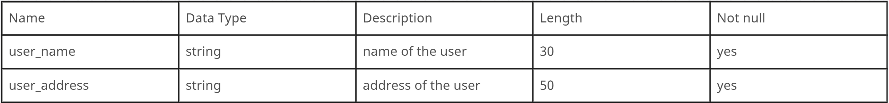 Name Data Type Description Length Not null
user_name string name of the user 30 yes
user_address string address of the user 50 yes